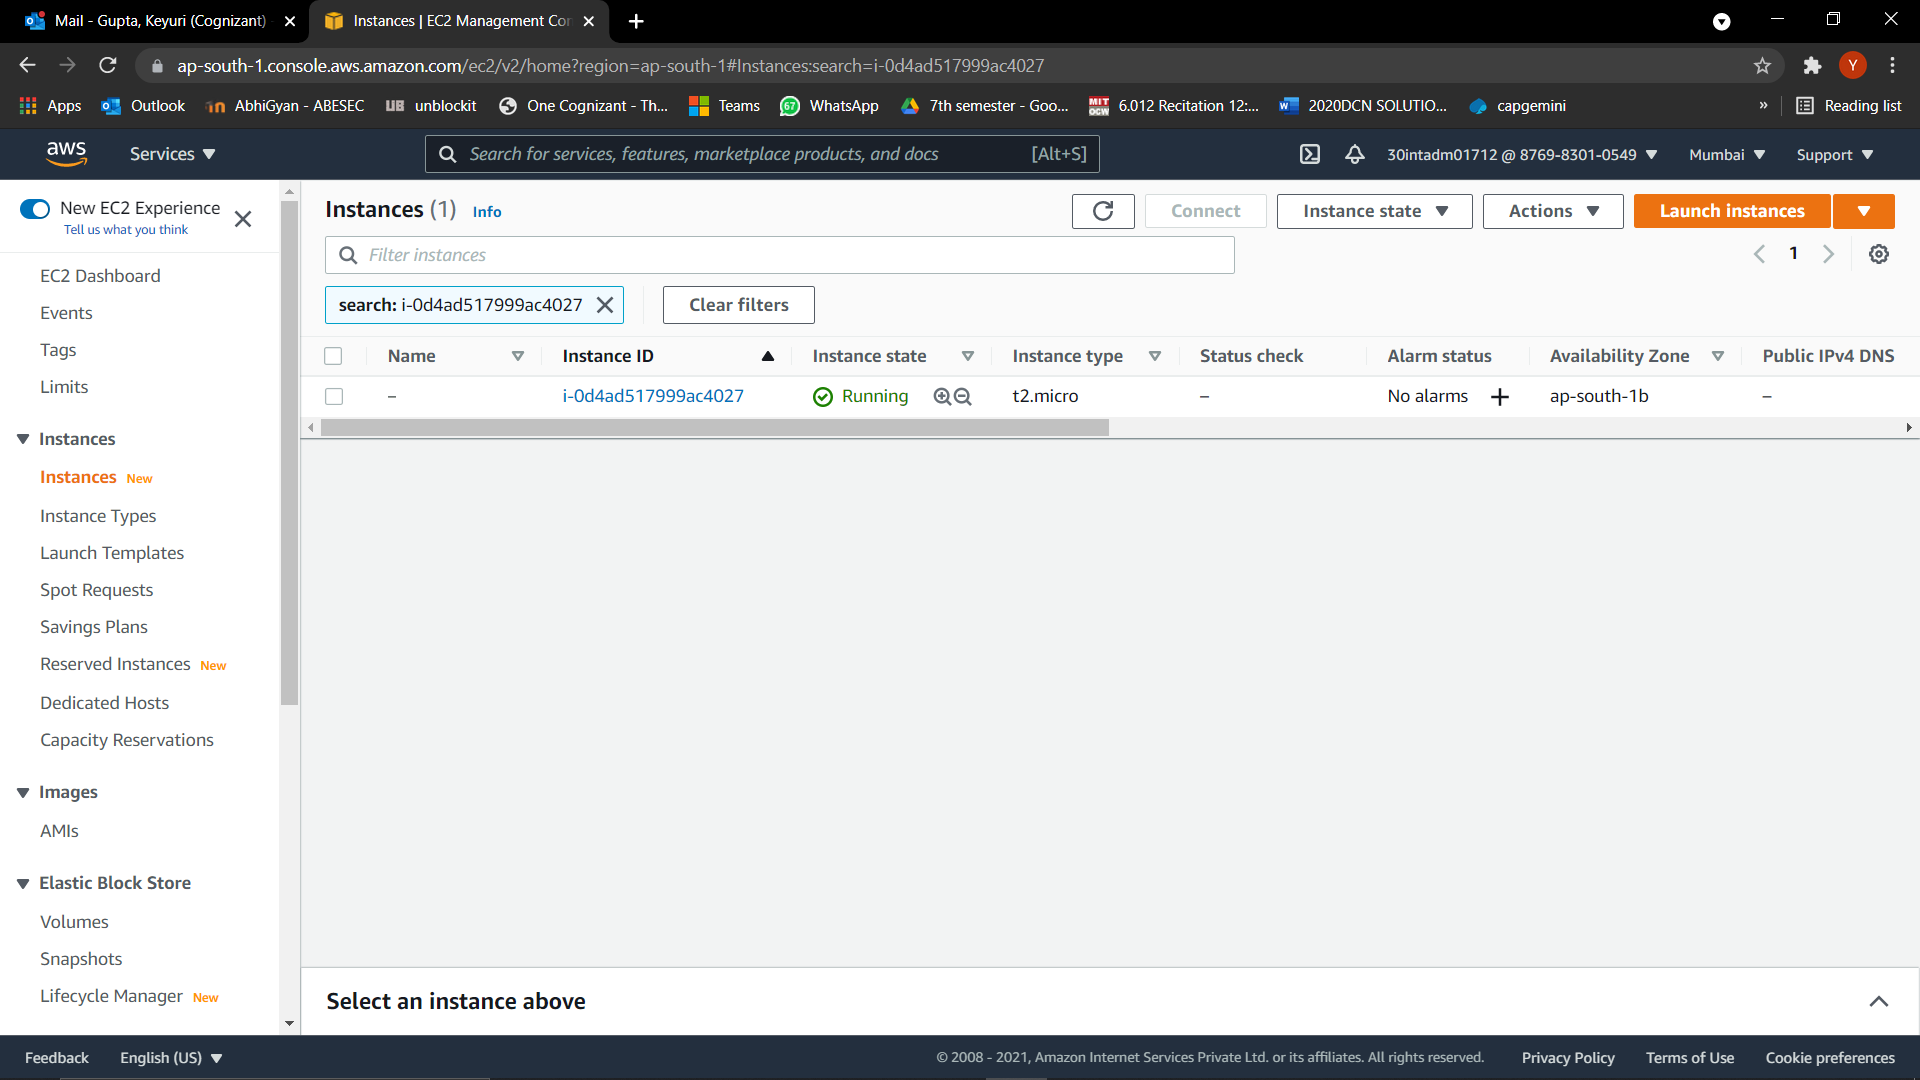 Mail - Gupta, Keyuri (Cognizant)
Instances | EC2 Management Con
ap-south-1.console.aws.amazon.com/ec2/v2/home?region=ap-south-1#Instances:search=i-0d4ad517999ac4027
Y
Apps
Outlook
AbhiGyan - ABESEC
UB unblockit
One Cognizant - Th...
Teams
67 WhatsApp
7th semester - Goo...
MIT OCW 6.012 Recitation 12:...
2020DCN SOLUTIO...
capgemini
»
Reading list
aws
Services
Search for services, features, marketplace products, and docs
[Alt+S]
30intadm01712 @ 8769-8301-0549
Mumbai
Support
New EC2 Experience
Tell us what you think
EC2 Dashboard
Events
Tags
Limits
Instances
Instances New
Instance Types
Launch Templates
Spot Requests
Savings Plans
Reserved Instances New
Dedicated Hosts
Capacity Reservations
Images
AMIs
Elastic Block Store
Volumes
Snapshots
Lifecycle Manager New
Instances (1) Info
Connect
Instance state
Actions
Launch instances
Filter instances
1
search: i-0d4ad517999ac4027
Clear filters
Name Instance ID Instance state Instance type Status check Alarm status Availability Zone Public IPv4 DNS
– i-0d4ad517999ac4027 Running t2.micro – No alarms + ap-south-1b –
Select an instance above
Feedback English (US)
© 2008 - 2021, Amazon Internet Services Private Ltd. or its affiliates. All rights reserved. Privacy Policy Terms of Use Cookie preferences